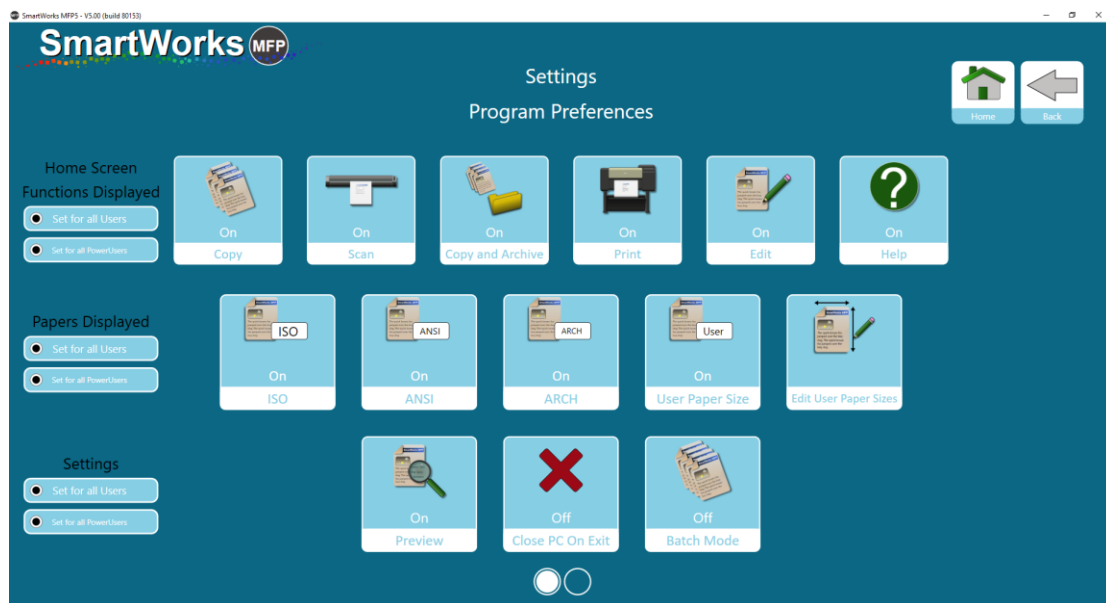 SmartWorks MFP5 - V5.00 (build 80153)
SmartWorks MFP
Settings
Program Preferences
Home
Back
Home Screen
Functions Displayed
Set for all Users
Set for all PowerUsers
On
Copy
On
Scan
On
Copy and Archive
On
Print
On
Edit
?
On
Help
Papers Displayed
Set for all Users
Set for all PowerUsers
ISO
On
ISO
ANSI
On
ANSI
ARCH
On
ARCH
User
On
User Paper Size
Edit User Paper Sizes
Settings
Set for all Users
Set for all PowerUsers
On
Preview
Off
Close PC On Exit
Off
Batch Mode